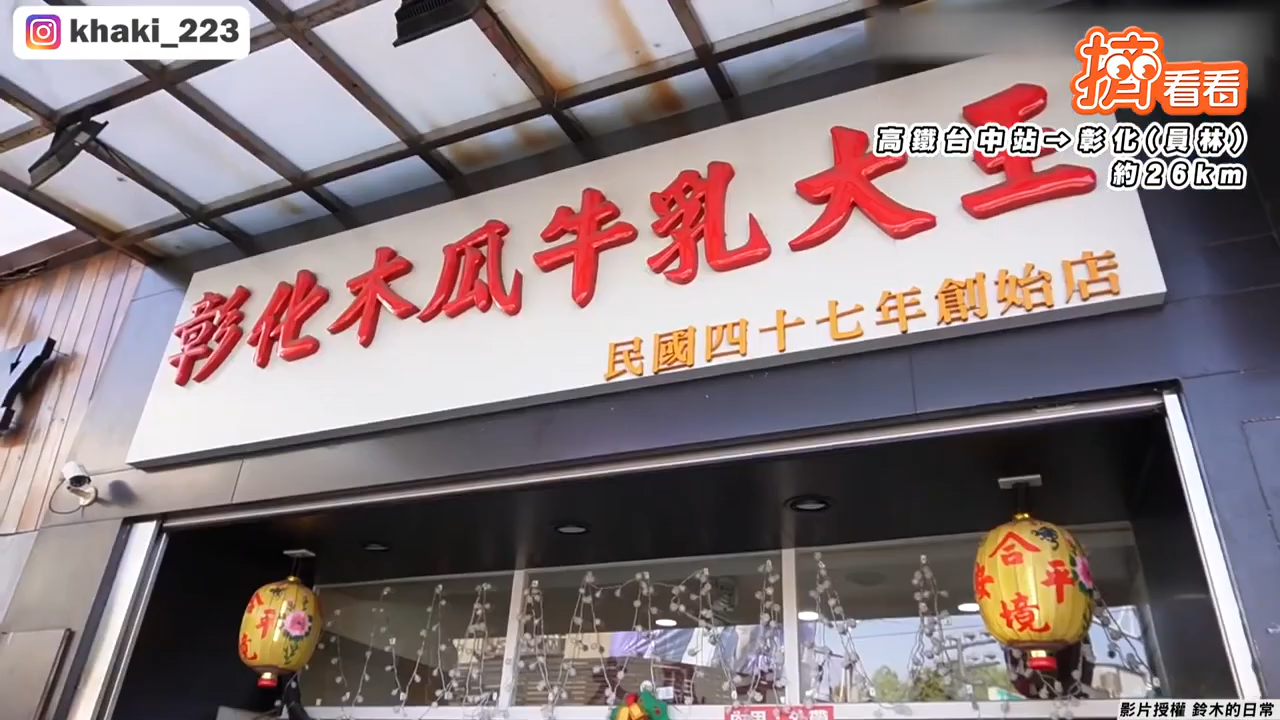 khaki_223
擠看看
高鐵台中站→彰化(員林)
約26km
彰化木瓜牛乳大王
民國四十七年創始店
合境平安
影片授權 鈴木的日常